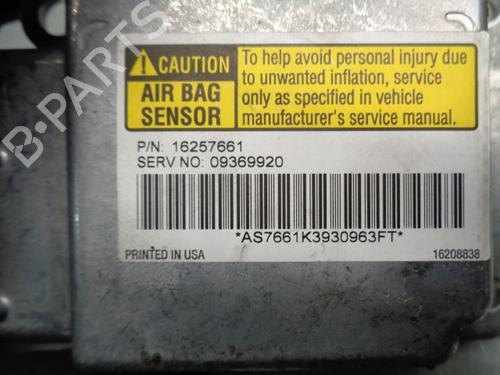 CAUTION
AIR BAG
SENSOR
To help avoid personal injury due
to unwanted inflation, service
only as specified in vehicle
manufacturer's service manual.
P/N: 16257661
SERV NO: 09369920
*AS7661K3930963FT*
PRINTED IN USA 16208838
B-PARTS